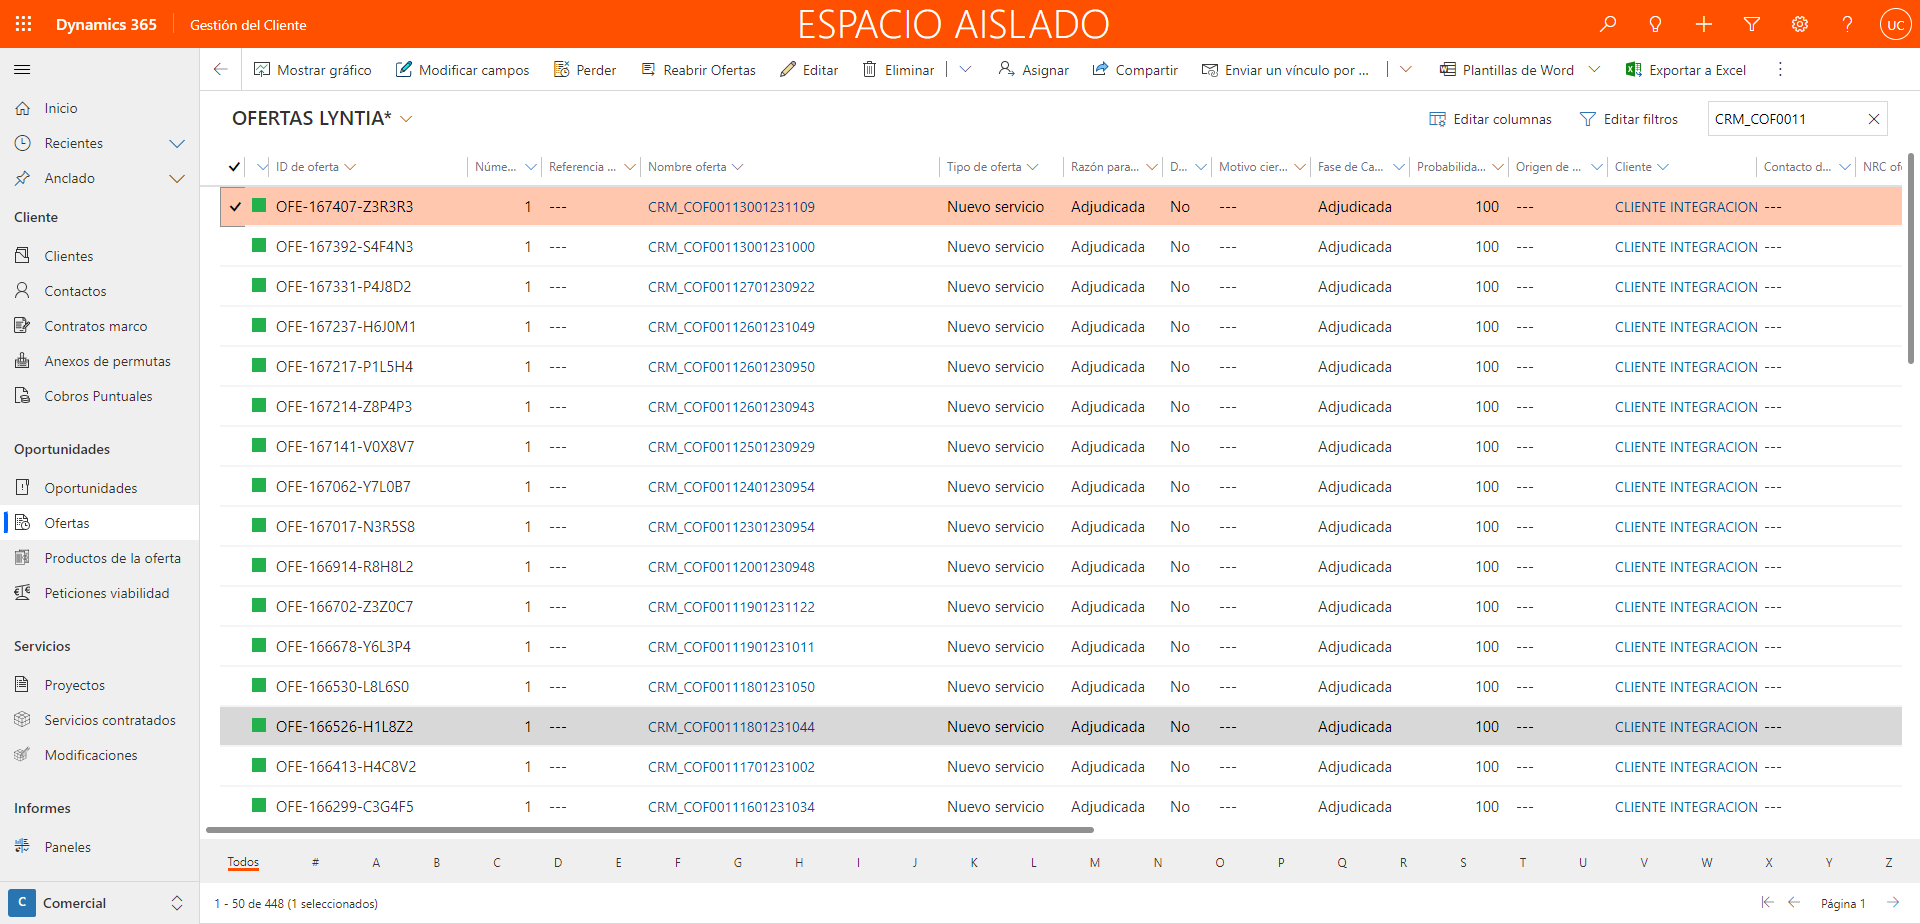 Dynamics 365 Gestión del Cliente ESPACIO AISLADO ? UC
Mostrar gráfico Modificar campos Perder Reabrir Ofertas Editar Eliminar Asignar Compartir Enviar un vínculo por ... Plantillas de Word Exportar a Excel
Inicio
Recientes
Anclado
Cliente
Clientes
Contactos
Contratos marco
Anexos de permutas
Cobros Puntuales
Oportunidades
Oportunidades
Ofertas
Productos de la oferta
Peticiones viabilidad
Servicios
Proyectos
Servicios contratados
Modificaciones
Informes
Paneles
C Comercial
OFERTAS LYNTIA* Editar columnas Editar filtros CRM_COF0011
ID de oferta Núme... Referencia ... Nombre oferta Tipo de oferta Razón para... D... Motivo cier... Fase de Ca... Probabilida... Origen de ... Cliente Contacto d... NRC of
OFE-167407-Z3R3R3 1 --- CRM_COF00113001231109 Nuevo servicio Adjudicada No --- Adjudicada 100 --- CLIENTE INTEGRACION ---
OFE-167392-S4F4N3 1 --- CRM_COF00113001231000 Nuevo servicio Adjudicada No --- Adjudicada 100 --- CLIENTE INTEGRACION ---
OFE-167331-P4J8D2 1 --- CRM_COF00112701230922 Nuevo servicio Adjudicada No --- Adjudicada 100 --- CLIENTE INTEGRACION ---
OFE-167237-H6J0M1 1 --- CRM_COF00112601231049 Nuevo servicio Adjudicada No --- Adjudicada 100 --- CLIENTE INTEGRACION ---
OFE-167217-P1L5H4 1 --- CRM_COF00112601230950 Nuevo servicio Adjudicada No --- Adjudicada 100 --- CLIENTE INTEGRACION ---
OFE-167214-Z8P4P3 1 --- CRM_COF00112601230943 Nuevo servicio Adjudicada No --- Adjudicada 100 --- CLIENTE INTEGRACION ---
OFE-167141-V0X8V7 1 --- CRM_COF00112501230929 Nuevo servicio Adjudicada No --- Adjudicada 100 --- CLIENTE INTEGRACION ---
OFE-167062-Y7L0B7 1 --- CRM_COF00112401230954 Nuevo servicio Adjudicada No --- Adjudicada 100 --- CLIENTE INTEGRACION ---
OFE-167017-N3R5S8 1 --- CRM_COF00112301230954 Nuevo servicio Adjudicada No --- Adjudicada 100 --- CLIENTE INTEGRACION ---
OFE-166914-R8H8L2 1 --- CRM_COF00112001230948 Nuevo servicio Adjudicada No --- Adjudicada 100 --- CLIENTE INTEGRACION ---
OFE-166702-Z3Z0C7 1 --- CRM_COF00111901231122 Nuevo servicio Adjudicada No --- Adjudicada 100 --- CLIENTE INTEGRACION ---
OFE-166678-Y6L3P4 1 --- CRM_COF00111901231011 Nuevo servicio Adjudicada No --- Adjudicada 100 --- CLIENTE INTEGRACION ---
OFE-166530-L8L6S0 1 --- CRM_COF00111801231050 Nuevo servicio Adjudicada No --- Adjudicada 100 --- CLIENTE INTEGRACION ---
OFE-166526-H1L8Z2 1 --- CRM_COF00111801231044 Nuevo servicio Adjudicada No --- Adjudicada 100 --- CLIENTE INTEGRACION ---
OFE-166413-H4C8V2 1 --- CRM_COF00111701231002 Nuevo servicio Adjudicada No --- Adjudicada 100 --- CLIENTE INTEGRACION ---
OFE-166299-C3G4F5 1 --- CRM_COF00111601231034 Nuevo servicio Adjudicada No --- Adjudicada 100 --- CLIENTE INTEGRACION ---
Todos # A B C D E F G H I J K L M N O P Q R S T U V W X Y Z
1 - 50 de 448 (1 seleccionados) Página 1